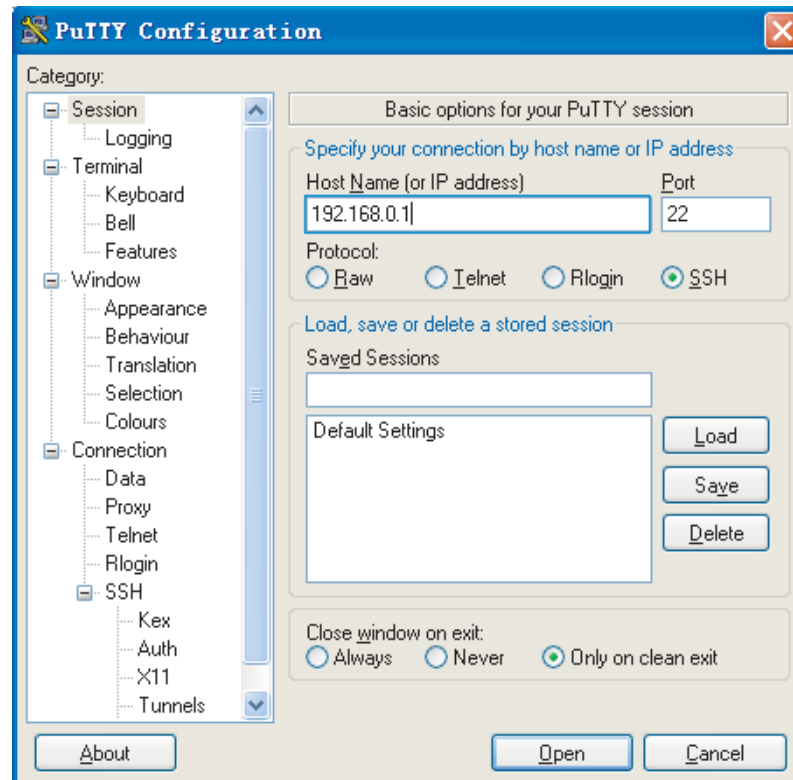 PuTTY Configuration
Category:
Session
Logging
Terminal
Keyboard
Bell
Features
Window
Appearance
Behaviour
Translation
Selection
Colours
Connection
Data
Proxy
Telnet
Rlogin
SSH
Kex
Auth
X11
Tunnels
Basic options for your PuTTY session
Specify your connection by host name or IP address
Host Name (or IP address) Port
192.168.0.1 22
Protocol:
Raw Telnet Rlogin SSH
Load, save or delete a stored session
Saved Sessions
Default Settings
Load
Save
Delete
Close window on exit:
Always Never Only on clean exit
About Open Cancel